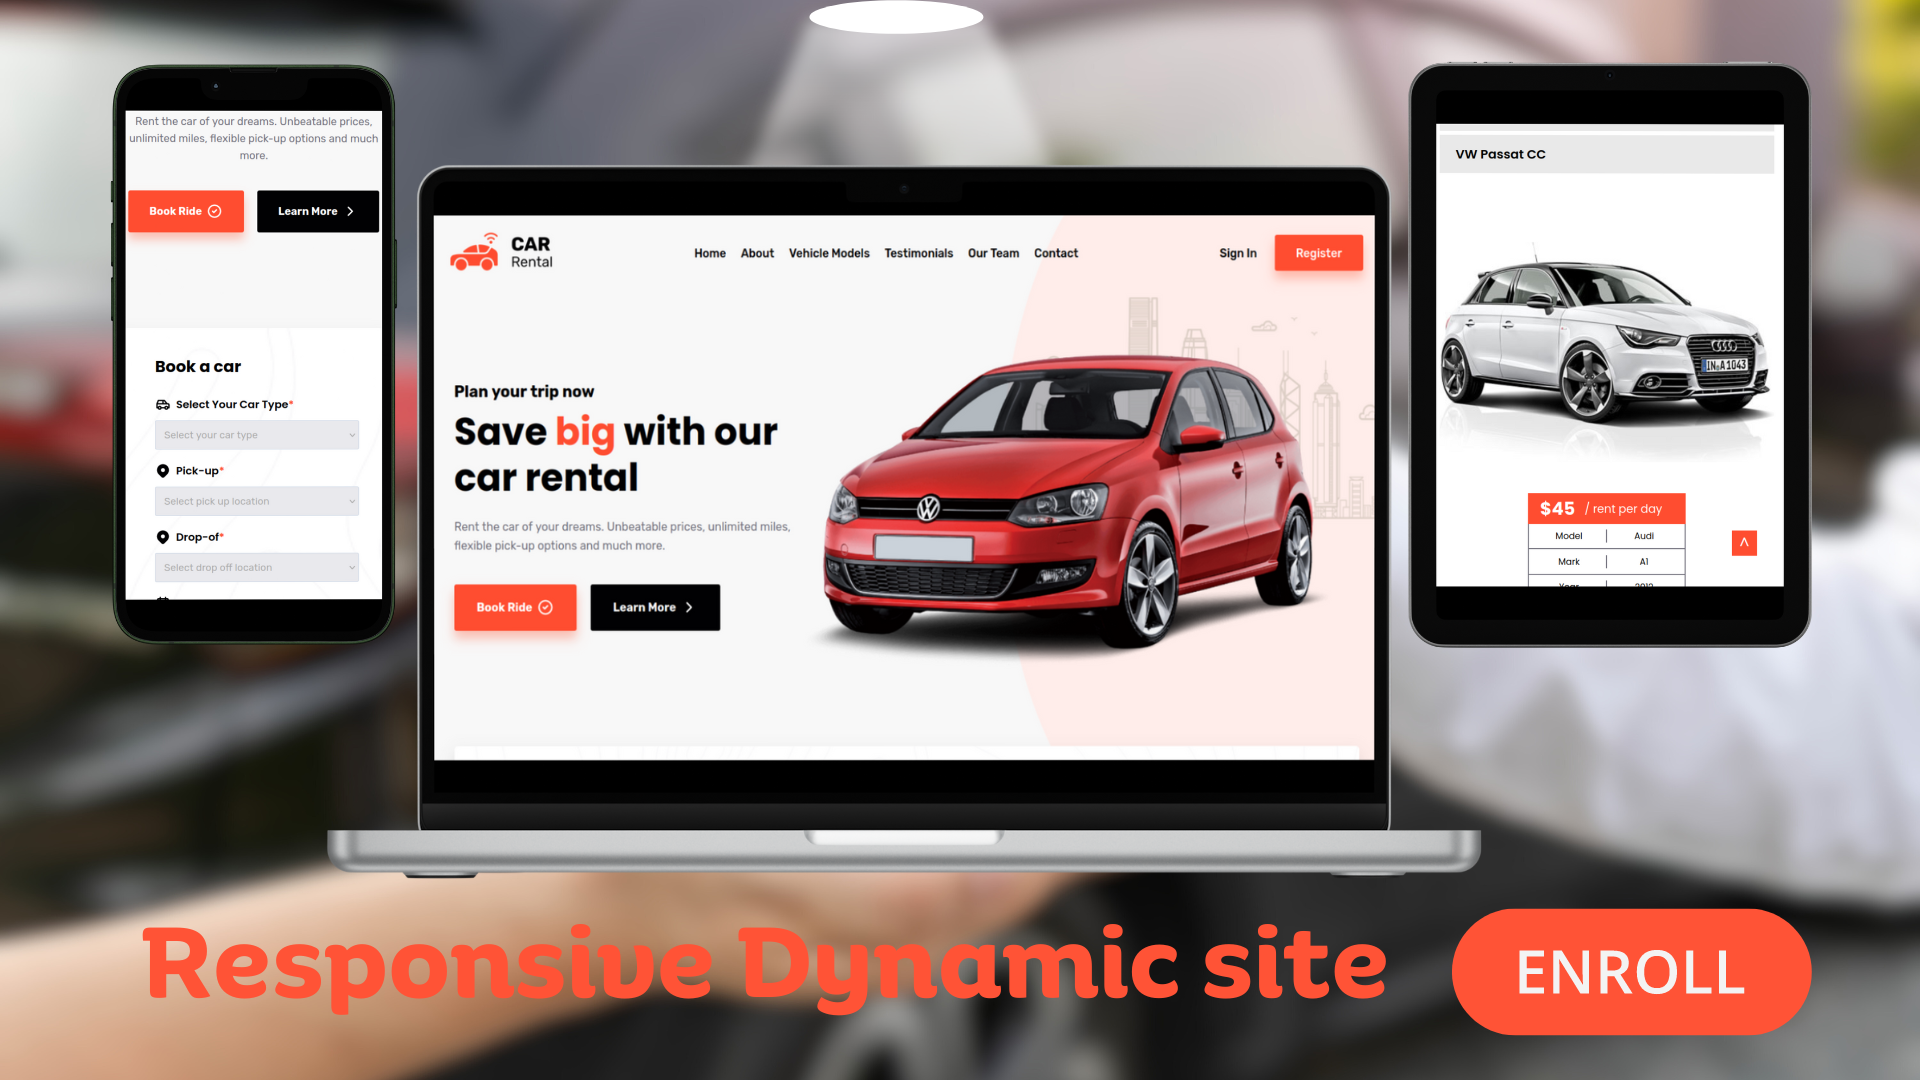 Rent the car of your dreams. Unbeatable prices,
unlimited miles, flexible pick-up options and much
more.
Book Ride
Learn More
Book a car
Select Your Car Type*
Select your car type
Pick-up*
Select pick up location
Drop-of*
Select drop off location
CAR
Rental
Home About Vehicle Models Testimonials Our Team Contact
Sign In
Register
Plan your trip now
Save big with our
car rental
Rent the car of your dreams. Unbeatable prices, unlimited miles,
flexible pick-up options and much more.
Book Ride
Learn More
VW Passat CC
IN·A 1043
$45 / rent per day
Model Audi
Mark A1
Year 2012
Responsive Dynamic site
ENROLL